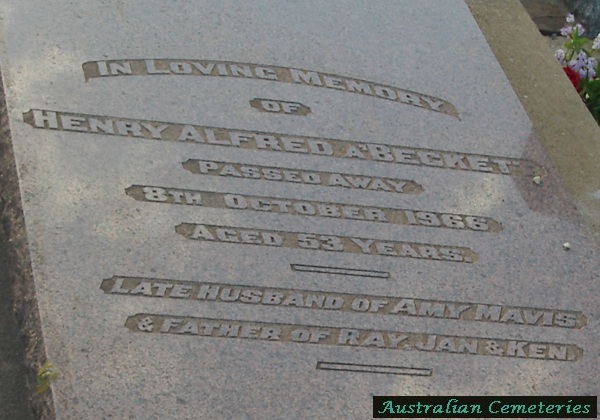 IN LOVING MEMORY
OF
HENRY ALFRED A'BECKETT
PASSED AWAY
8TH OCTOBER 1966
AGED 53 YEARS.
LATE HUSBAND OF AMY MAVIS
& FATHER OF RAY, JAN & KEN.
Australian Cemeteries